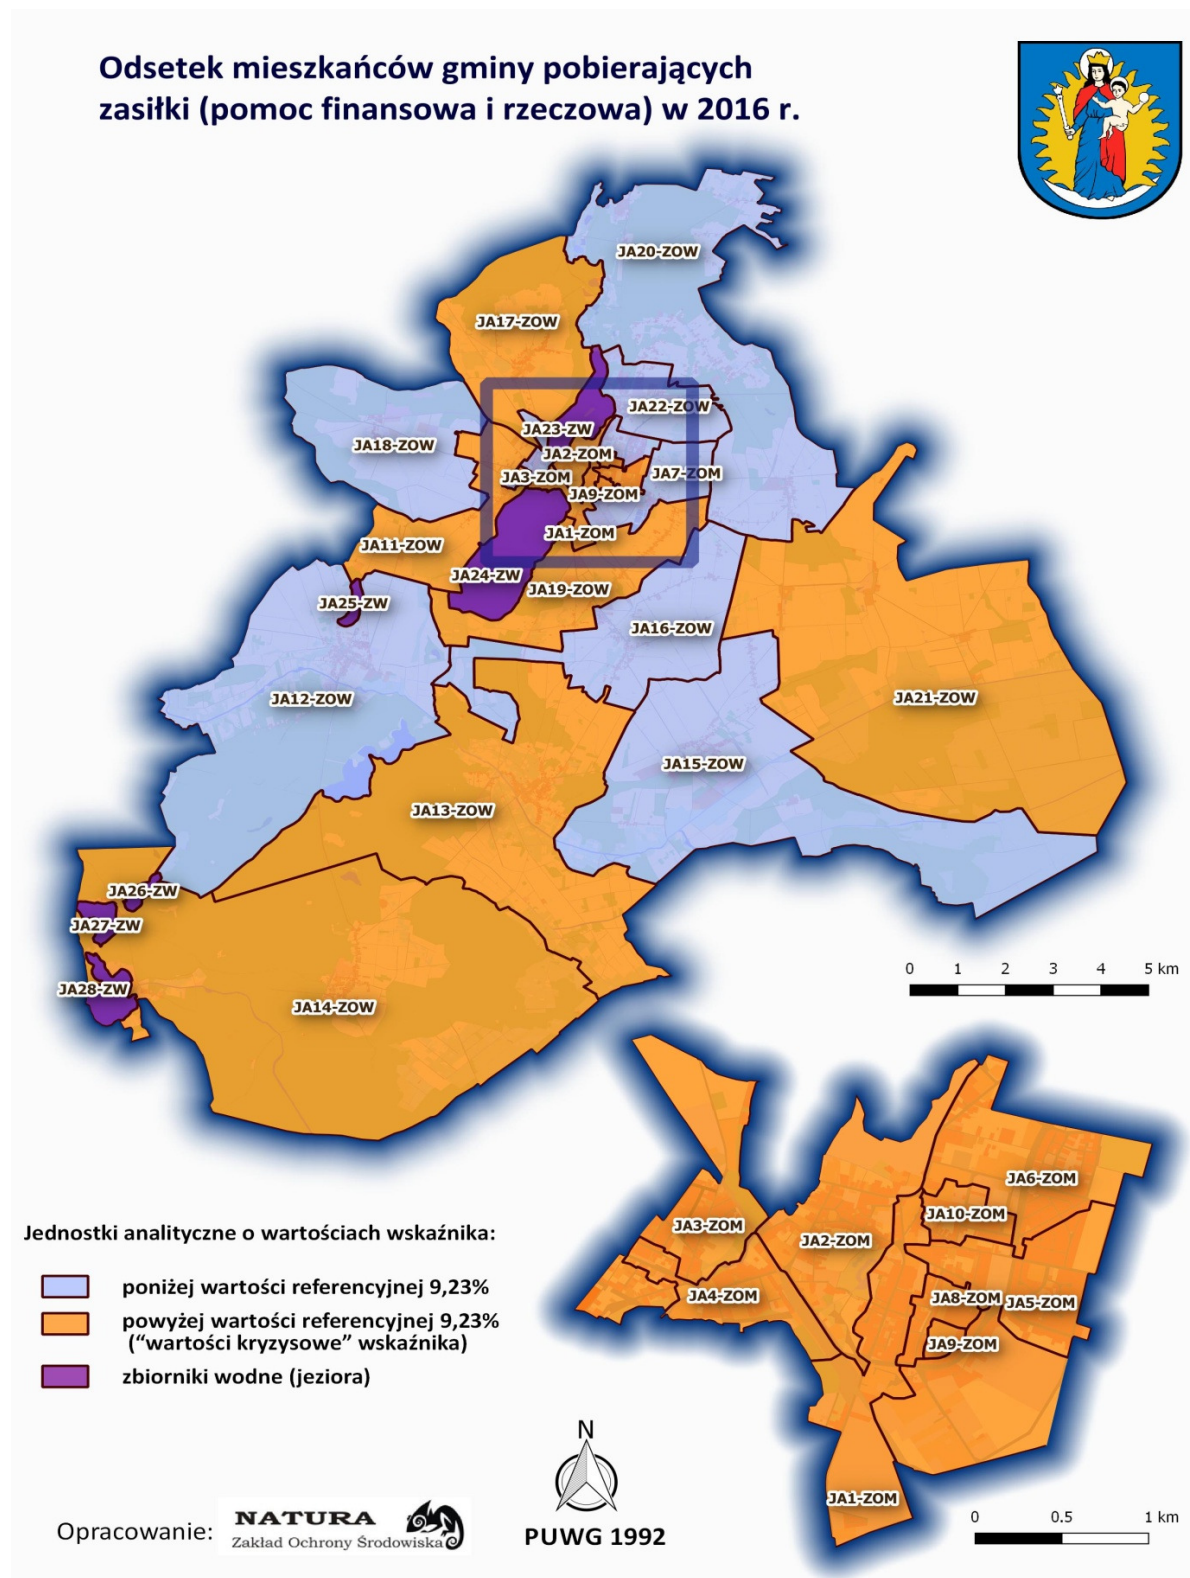 Odsetek mieszkańców gminy pobierających
zasiłki (pomoc finansowa i rzeczowa) w 2016 r.
JA20-ZOW
JA17-ZOW
JA22-ZOW
JA23-ZW
JA18-ZOW
JA2-ZOM
JA3-ZOM
JA7-ZOM
JA9-ZOM
JA1-ZOM
JA11-ZOW
JA24-ZW
JA19-ZOW
JA25-ZW
JA16-ZOW
JA12-ZOW
JA21-ZOW
JA15-ZOW
JA13-ZOW
JA26-ZW
JA27-ZW
JA28-ZW
JA14-ZOW
0 1 2 3 4 5 km
JA6-ZOM
JA10-ZOM
JA3-ZOM
JA2-ZOM
JA4-ZOM
JA8-ZOM
JA5-ZOM
JA9-ZOM
JA1-ZOM
Jednostki analityczne o wartościach wskaźnika:
poniżej wartości referencyjnej 9,23%
powyżej wartości referencyjnej 9,23%
(“wartości kryzysowe” wskaźnika)
zbiorniki wodne (jeziora)
N
PUWG 1992
0 0.5 1 km
Opracowanie:
NATURA
Zakład Ochrony Środowiska